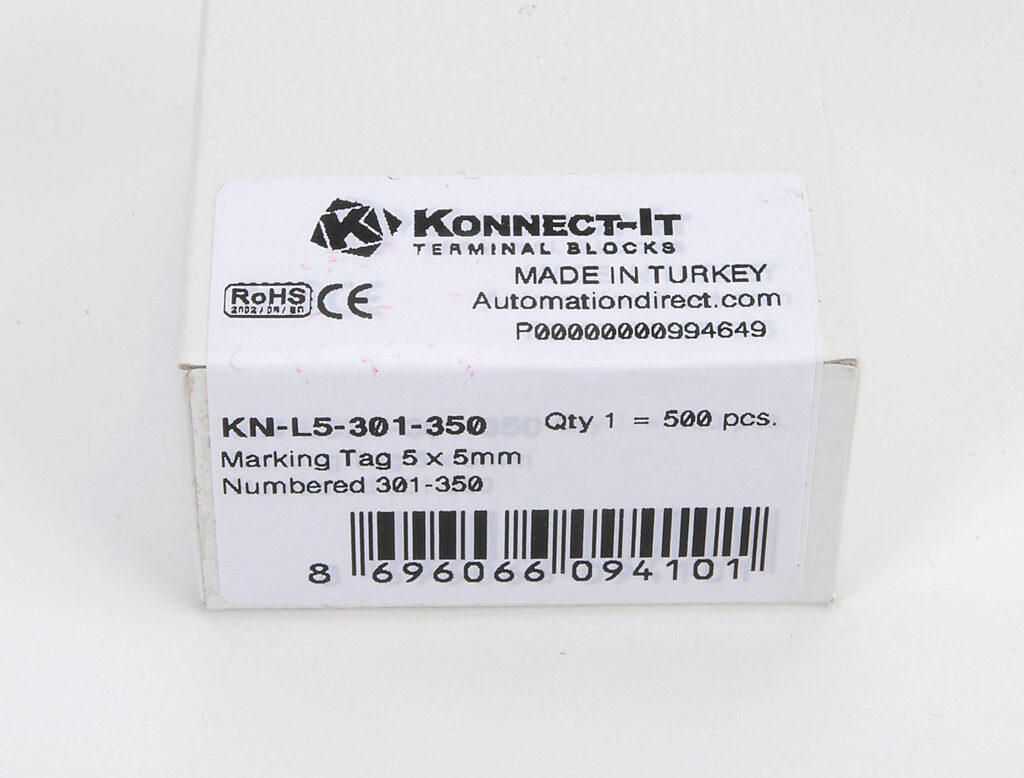 KONNECT-IT
TERMINAL BLOCKS
MADE IN TURKEY
RoHS CE
Automationdirect.com
P00000000994649
KN-L5-301-350 Qty 1 = 500 pcs.
Marking Tag 5 x 5mm
Numbered 301-350
8 696066 094101